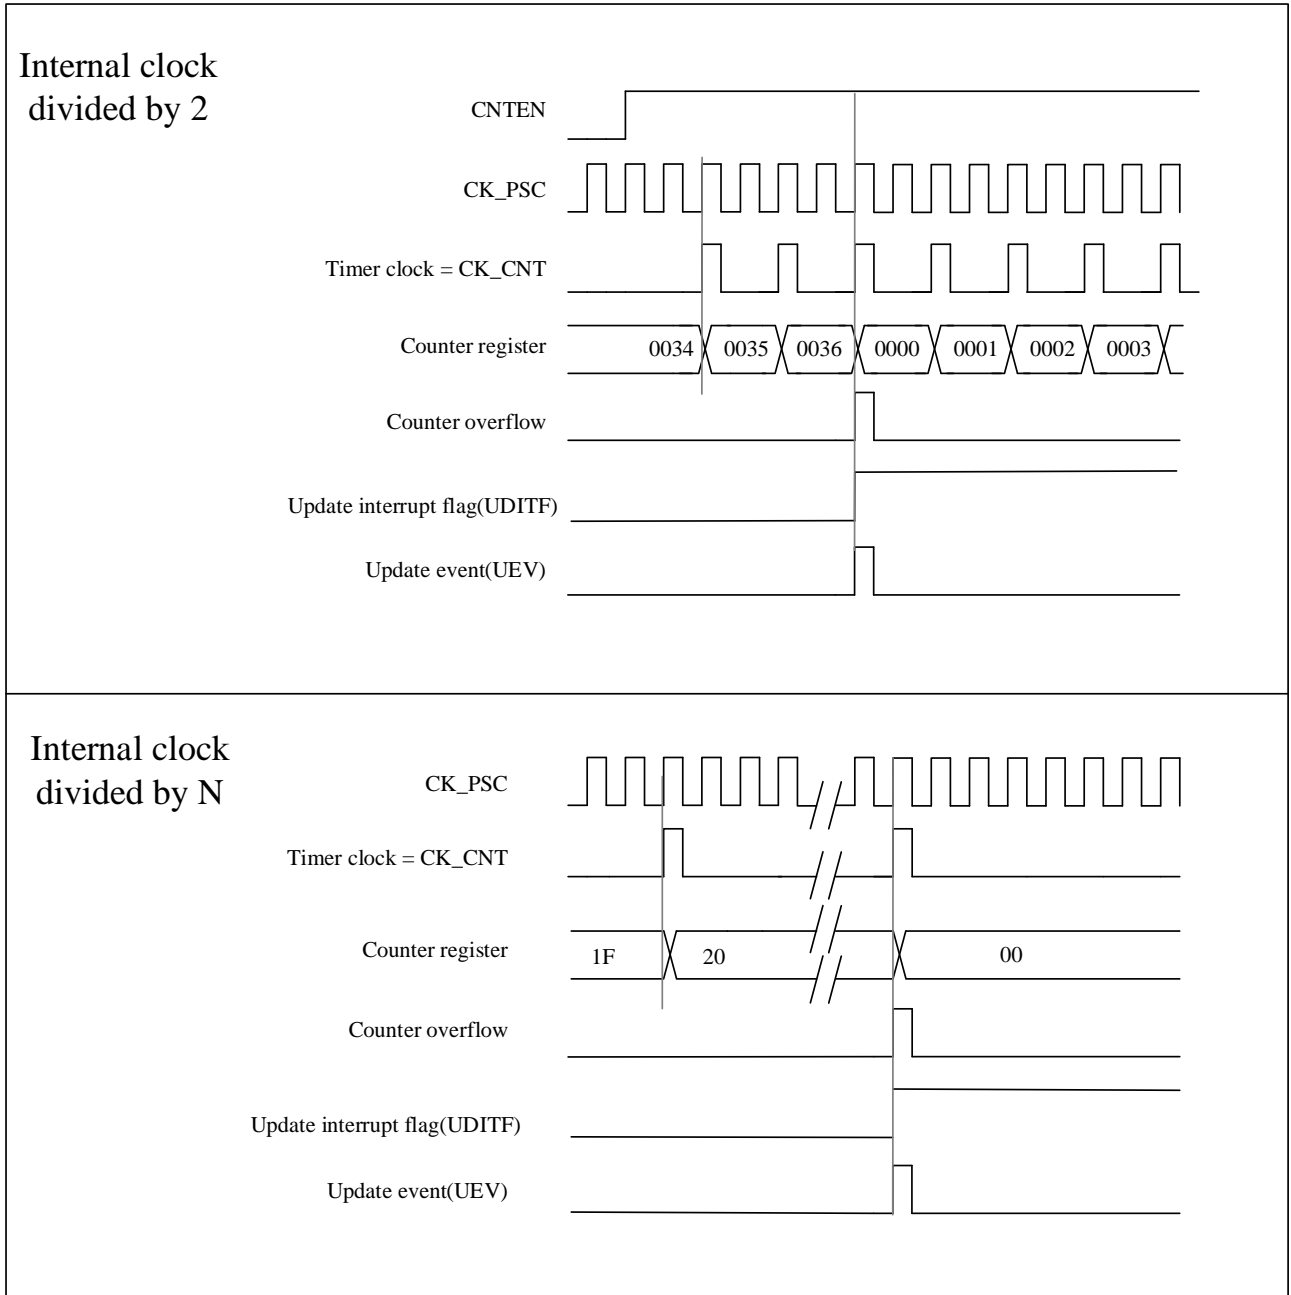 Internal clock
divided by 2
CNTEN
CK_PSC
Timer clock = CK_CNT
Counter register
0034 0035 0036 0000 0001 0002 0003
Counter overflow
Update interrupt flag(UDITF)
Update event(UEV)
Internal clock
divided by N
CK_PSC
Timer clock = CK_CNT
Counter register
1F 20 00
Counter overflow
Update interrupt flag(UDITF)
Update event(UEV)